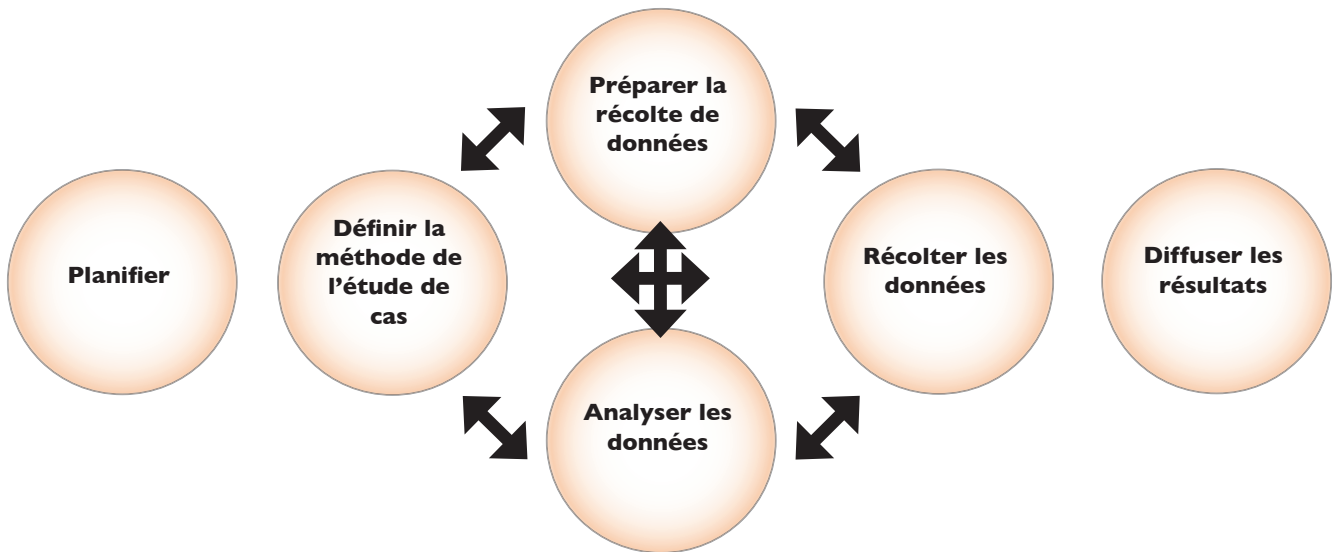 Planifier
Définir la
méthode de
l'étude de
cas
Préparer la
récolte de
données
Analyser les
données
Récolter les
données
Diffuser les
résultats